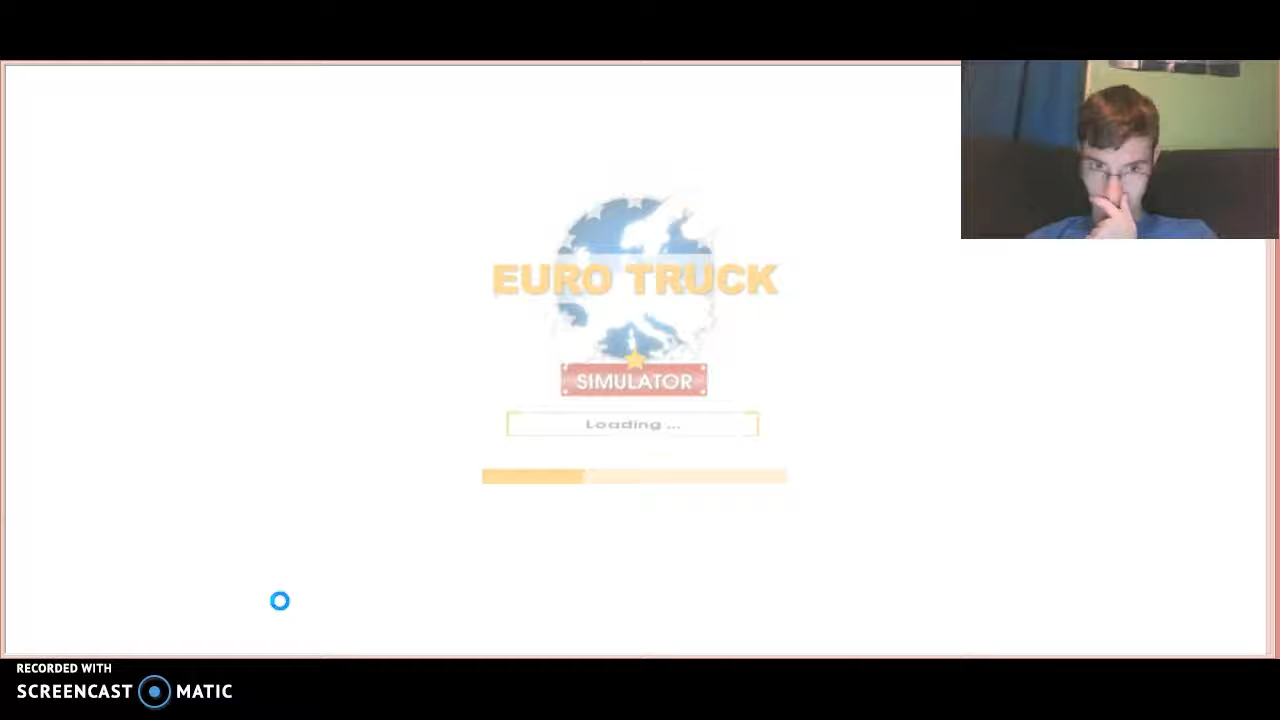 EURO TRUCK
SIMULATOR
Loading ...
RECORDED WITH
SCREENCAST MATIC